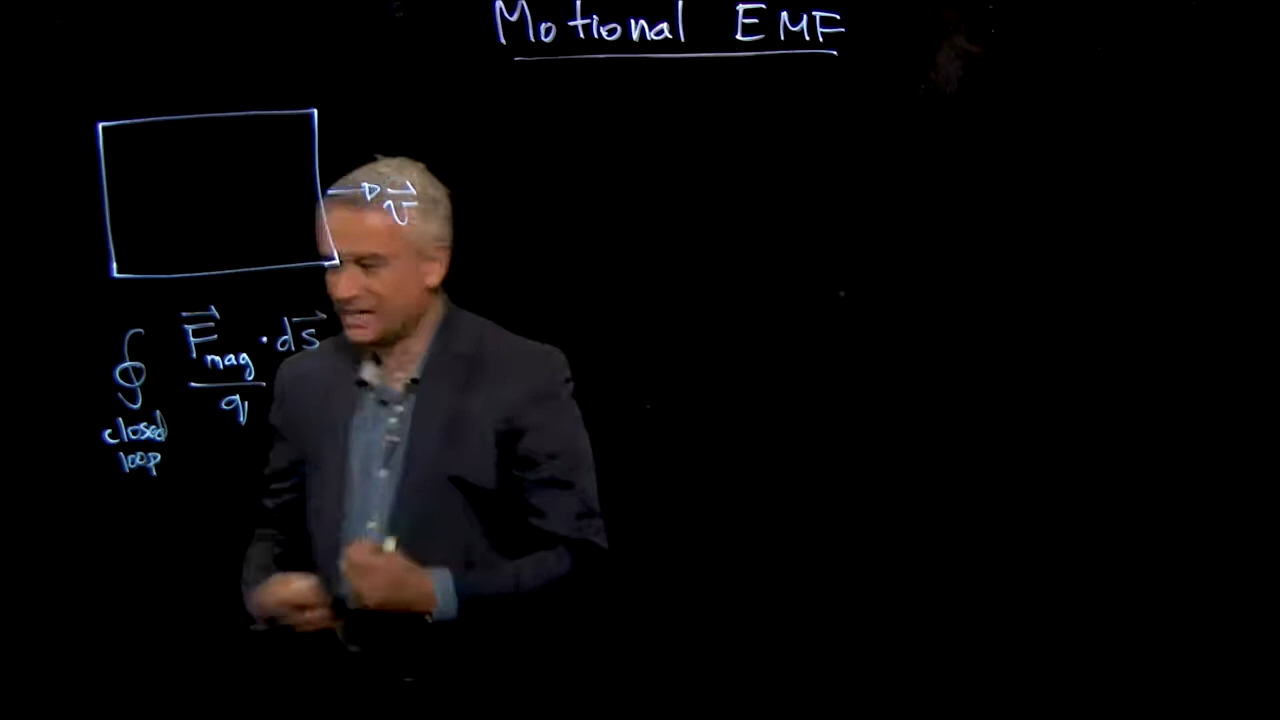 Motional EMF
v⃗
∮ F⃗mag · ds⃗
q
closed
loop